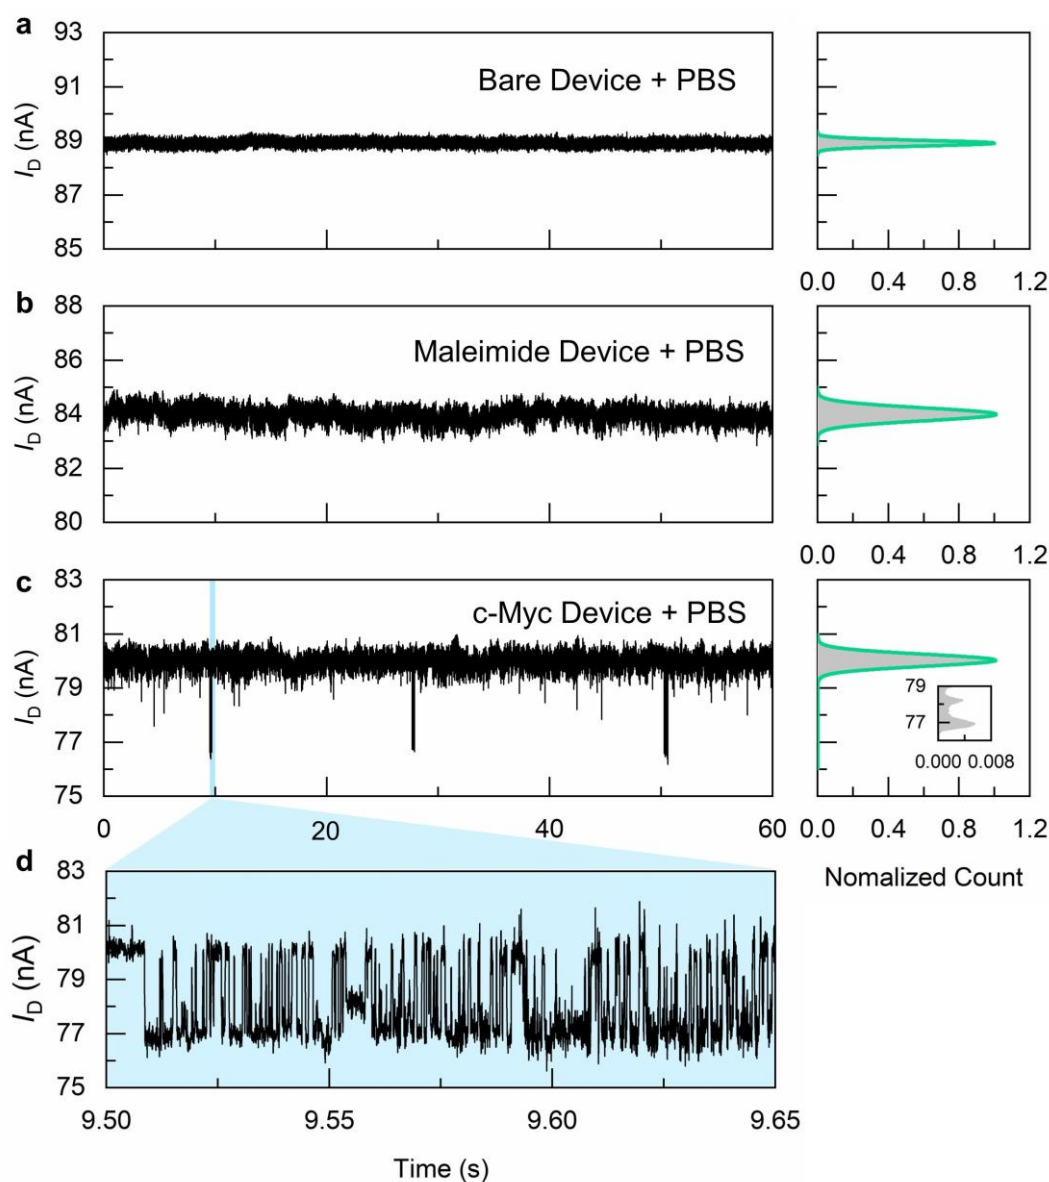 a
93
91
89
87
85
I_D (nA)
Bare Device + PBS
0.0 0.4 0.8 1.2
b
88
86
84
82
80
I_D (nA)
Maleimide Device + PBS
0.0 0.4 0.8 1.2
c
83
81
79
77
75
I_D (nA)
c-Myc Device + PBS
0 20 40 60
79
77
0.000 0.008
0.0 0.4 0.8 1.2
Nomalized Count
d
83
81
79
77
75
I_D (nA)
9.50 9.55 9.60 9.65
Time (s)